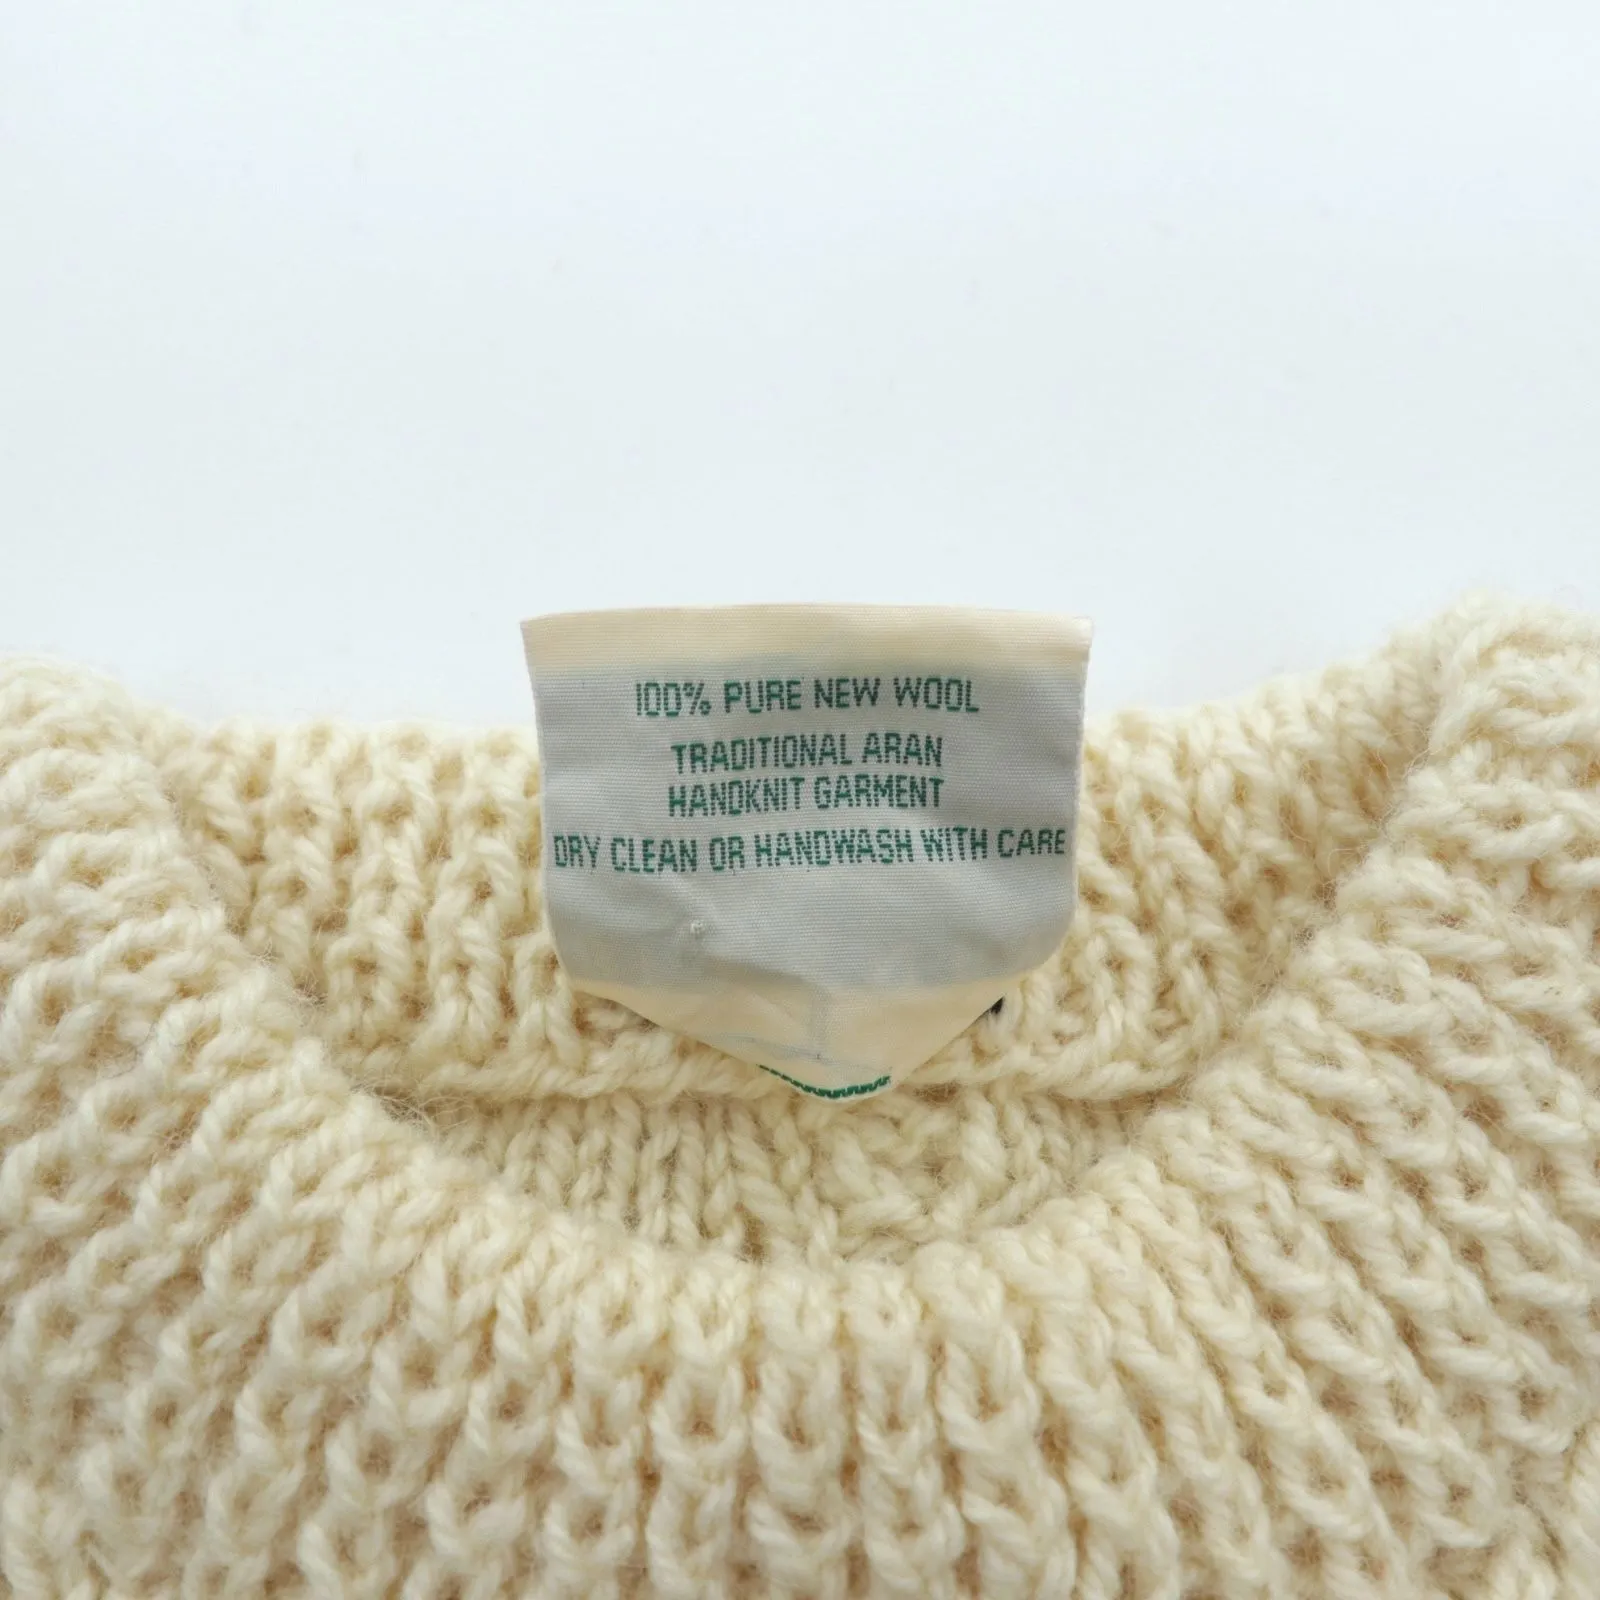 100% PURE NEW WOOL
TRADITIONAL ARAN
HANDKNIT GARMENT
DRY CLEAN OR HANDWASH WITH CARE